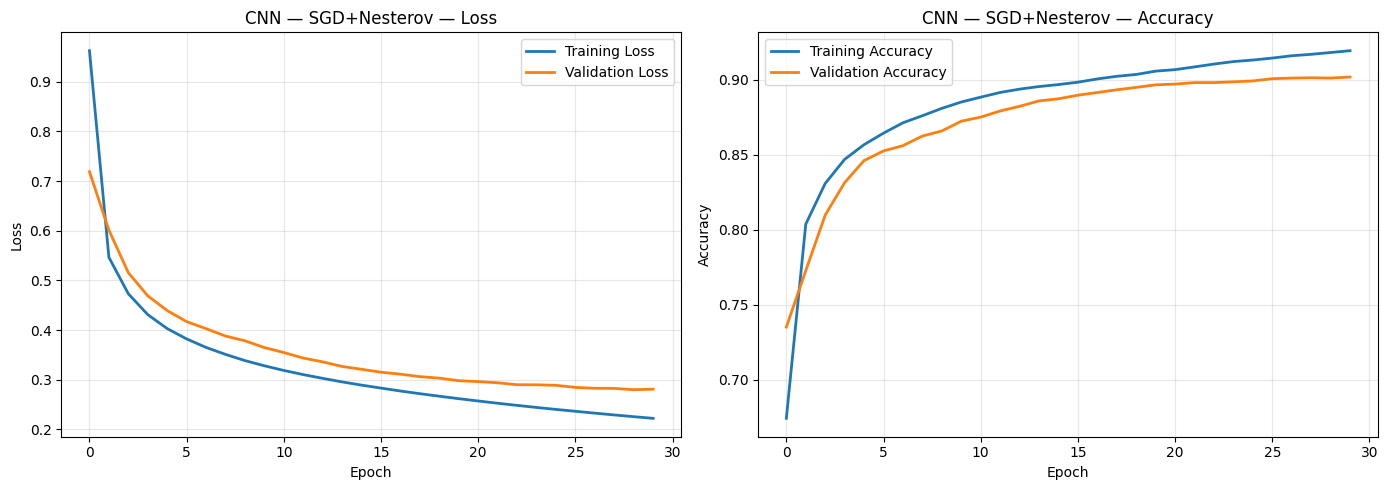 CNN — SGD+Nesterov — Loss
Training Loss
Validation Loss
0.9
0.8
0.7
0.6
0.5
0.4
0.3
0.2
Loss
0 5 10 15 20 25 30
Epoch
CNN — SGD+Nesterov — Accuracy
Training Accuracy
Validation Accuracy
0.90
0.85
0.80
0.75
0.70
Accuracy
0 5 10 15 20 25 30
Epoch